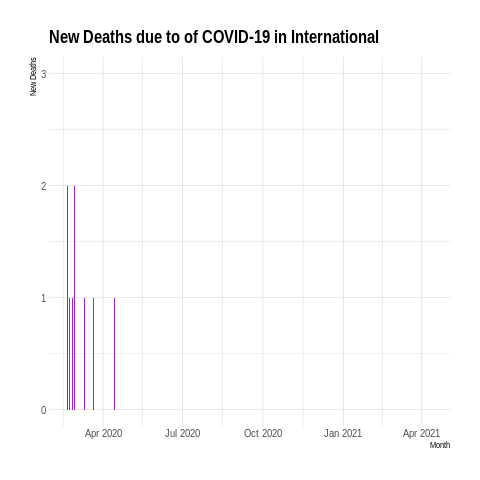 New Deaths due to of COVID-19 in International
New Deaths
3
2
1
0
Apr 2020 Jul 2020 Oct 2020 Jan 2021 Apr 2021
Month